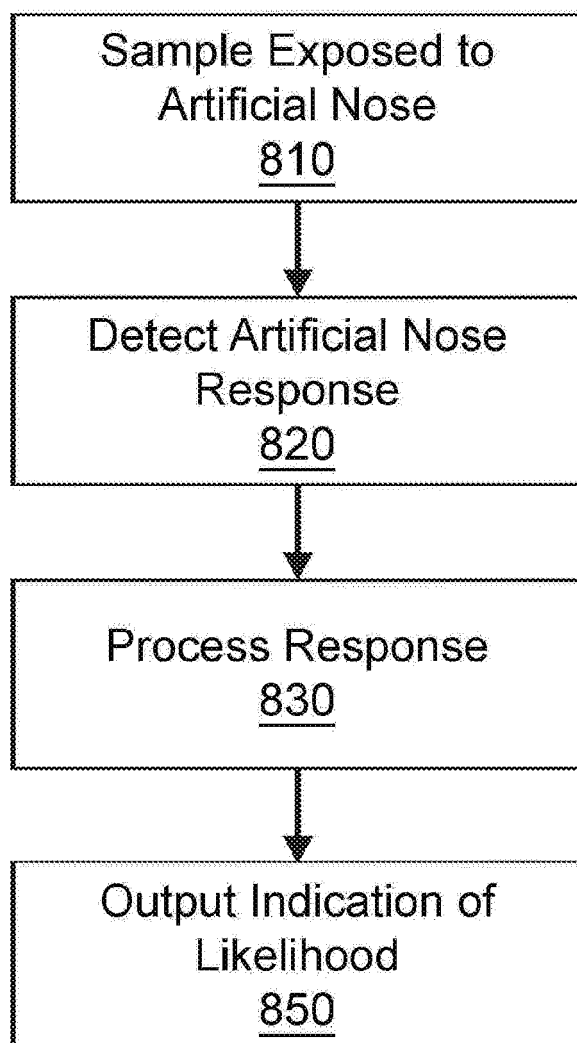 Sample Exposed to
Artificial Nose
810
Detect Artificial Nose
Response
820
Process Response
830
Output Indication of
Likelihood
850